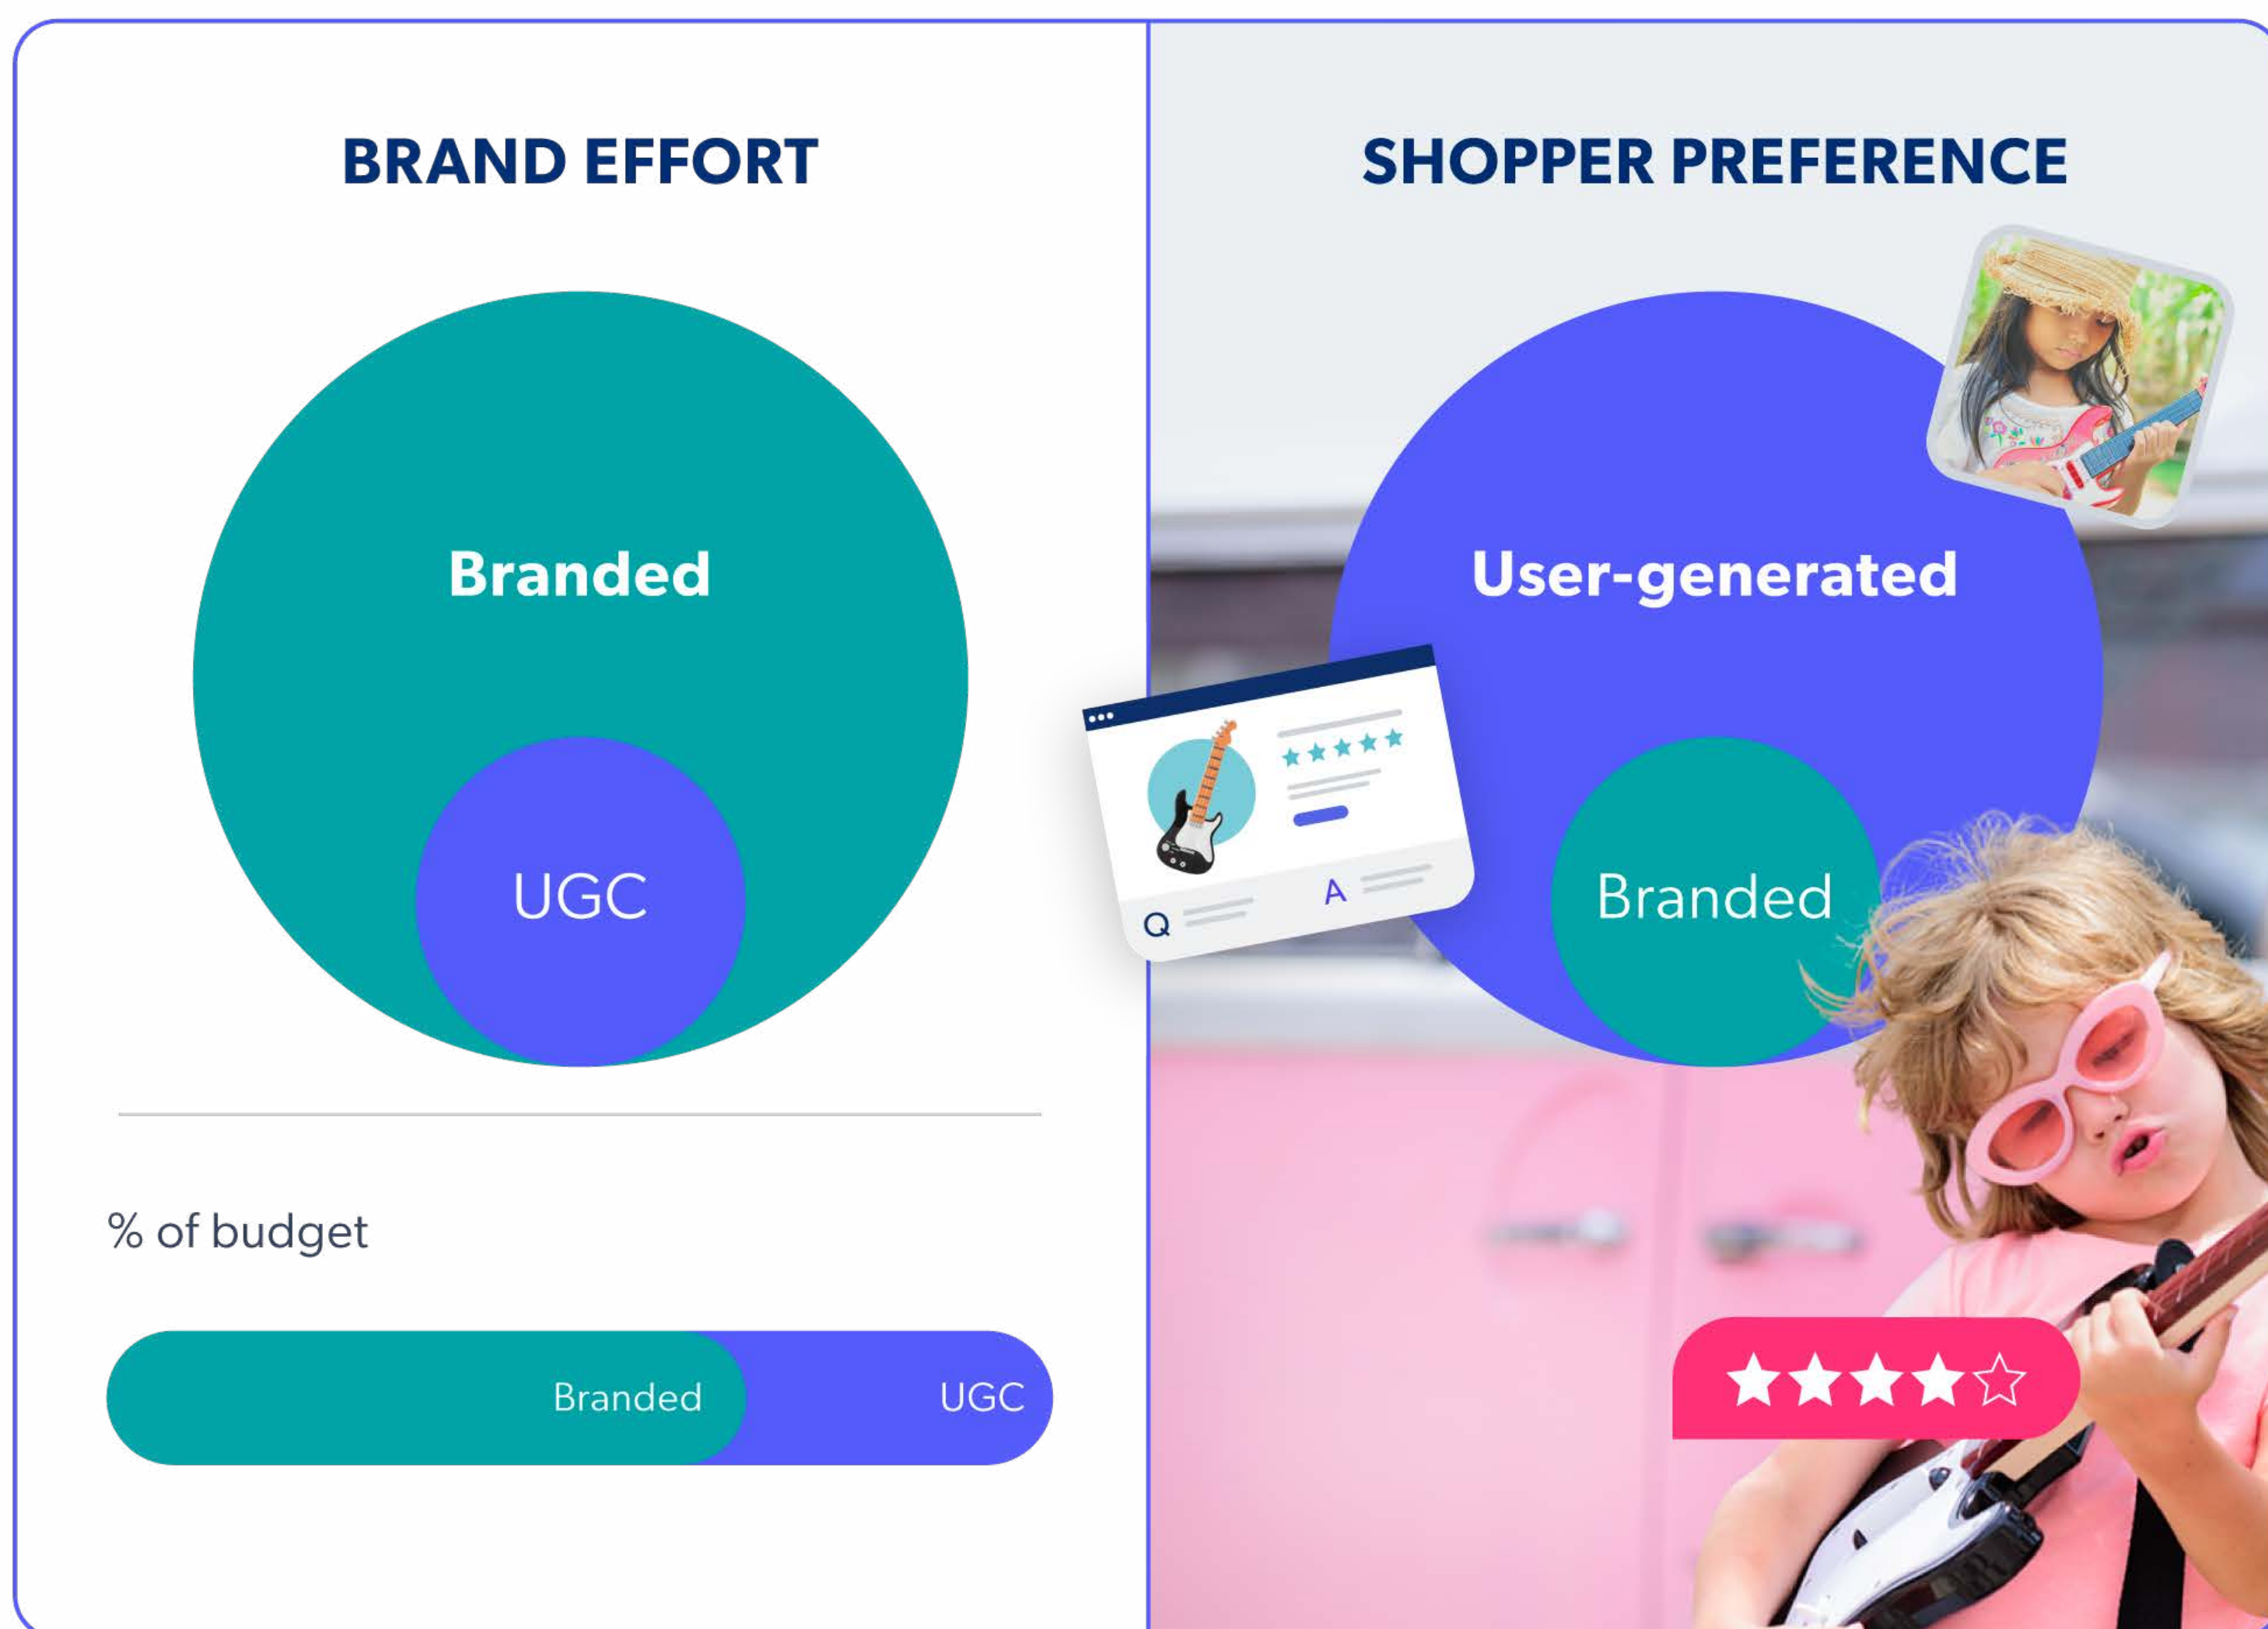 BRAND EFFORT
Branded
UGC
% of budget
Branded
UGC
SHOPPER PREFERENCE
User-generated
Branded
Q
A